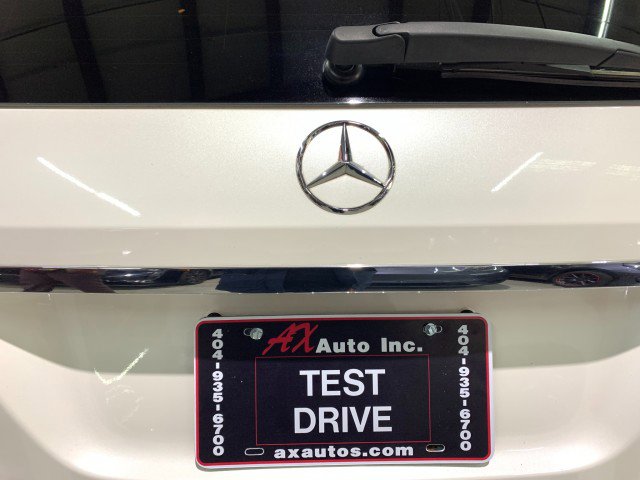 AX Auto Inc.
404-935-6700
TEST
DRIVE
404-935-6700
axautos.com